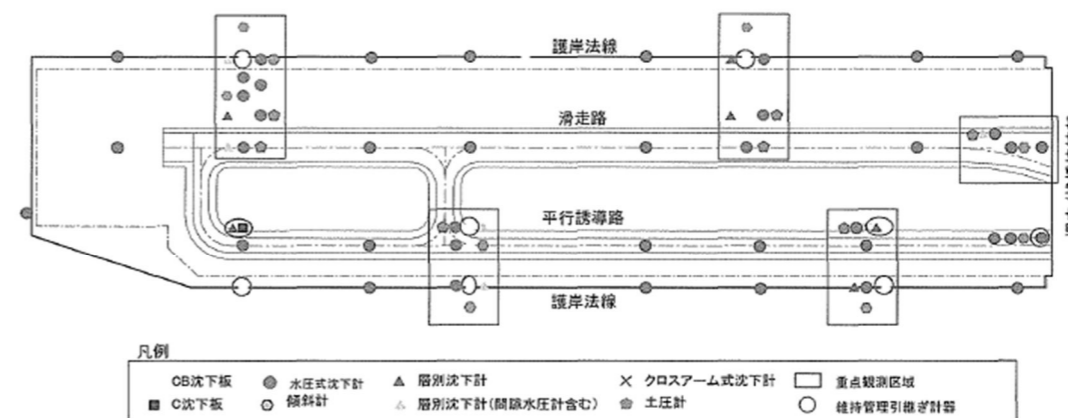 護岸法線
滑走路
平行誘導路
護岸法線
凡例
CB沈下板 水圧式沈下計 層別沈下計 クロスアーム式沈下計 重点観測区域
C沈下板 傾斜計 層別沈下計(間隙水圧計含む) 土圧計 維持管理引継ぎ計器